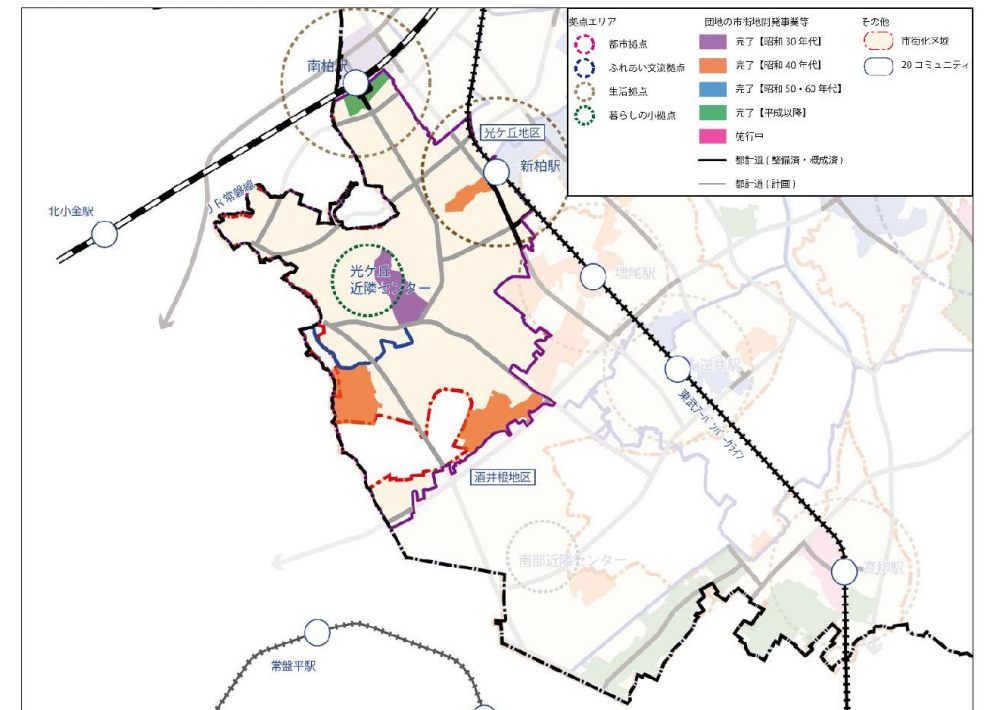 拠点エリア
都市拠点
ふれあい交流拠点
生活拠点
暮らしの小拠点
団地の市街地開発事業等
完了【昭和30年代】
完了【昭和40年代】
完了【昭和50・60年代】
完了【平成以降】
施行中
都計道(整備済・概成済)
都計道(計画)
その他
市街化区域
20コミュニティ
南柏駅
光ケ丘地区
新柏駅
JR常磐線
北小金駅
光ケ丘
近隣センター
増尾駅
逆井駅
東武アーバンパークライン
酒井根地区
南部近隣センター
高柳駅
常盤平駅